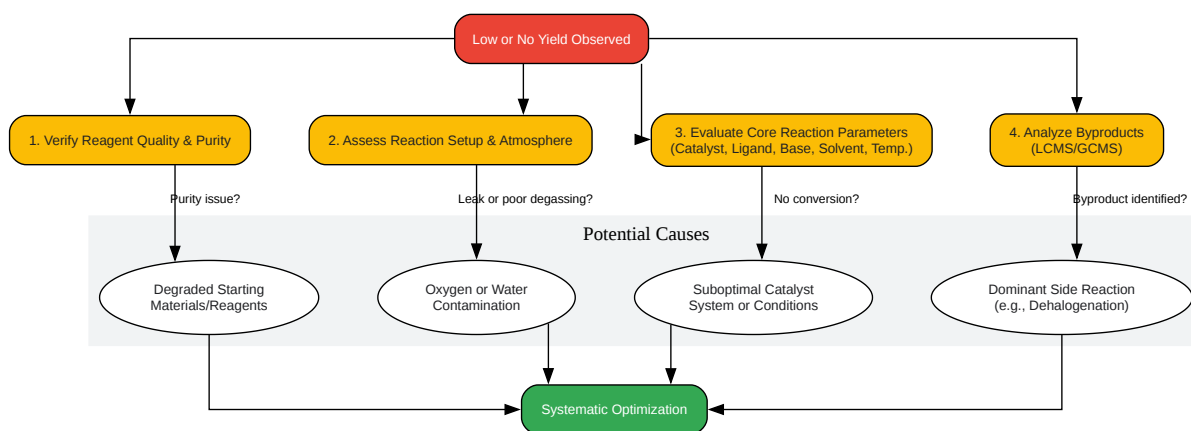 Low or No Yield Observed
1. Verify Reagent Quality & Purity
2. Assess Reaction Setup & Atmosphere
3. Evaluate Core Reaction Parameters
(Catalyst, Ligand, Base, Solvent, Temp.)
4. Analyze Byproducts
(LCMS/GCMS)
Purity issue?
Leak or poor degassing?
No conversion?
Byproduct identified?
Potential Causes
Degraded Starting
Materials/Reagents
Oxygen or Water
Contamination
Suboptimal Catalyst
System or Conditions
Dominant Side Reaction
(e.g., Dehalogenation)
Systematic Optimization